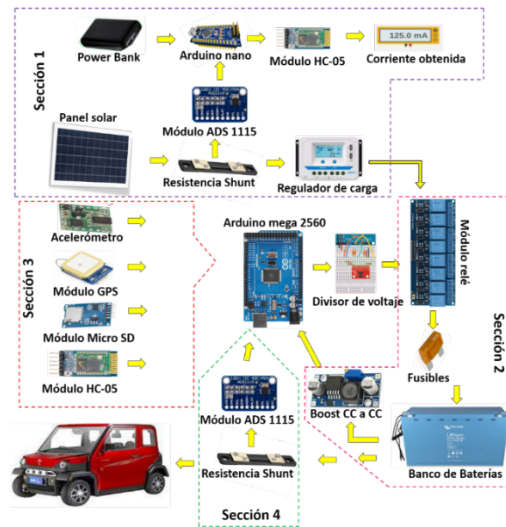 Sección 1
Power Bank
Arduino nano
Módulo HC-05
125.0 mA
Corriente obtenida
Panel solar
Módulo ADS 1115
Resistencia Shunt
Regulador de carga
Sección 3
Acelerómetro
Módulo GPS
Módulo Micro SD
Módulo HC-05
Arduino mega 2560
Divisor de voltaje
Módulo relé
Sección 2
Fusibles
Boost CC a CC
Banco de Baterías
Módulo ADS 1115
Resistencia Shunt
Sección 4